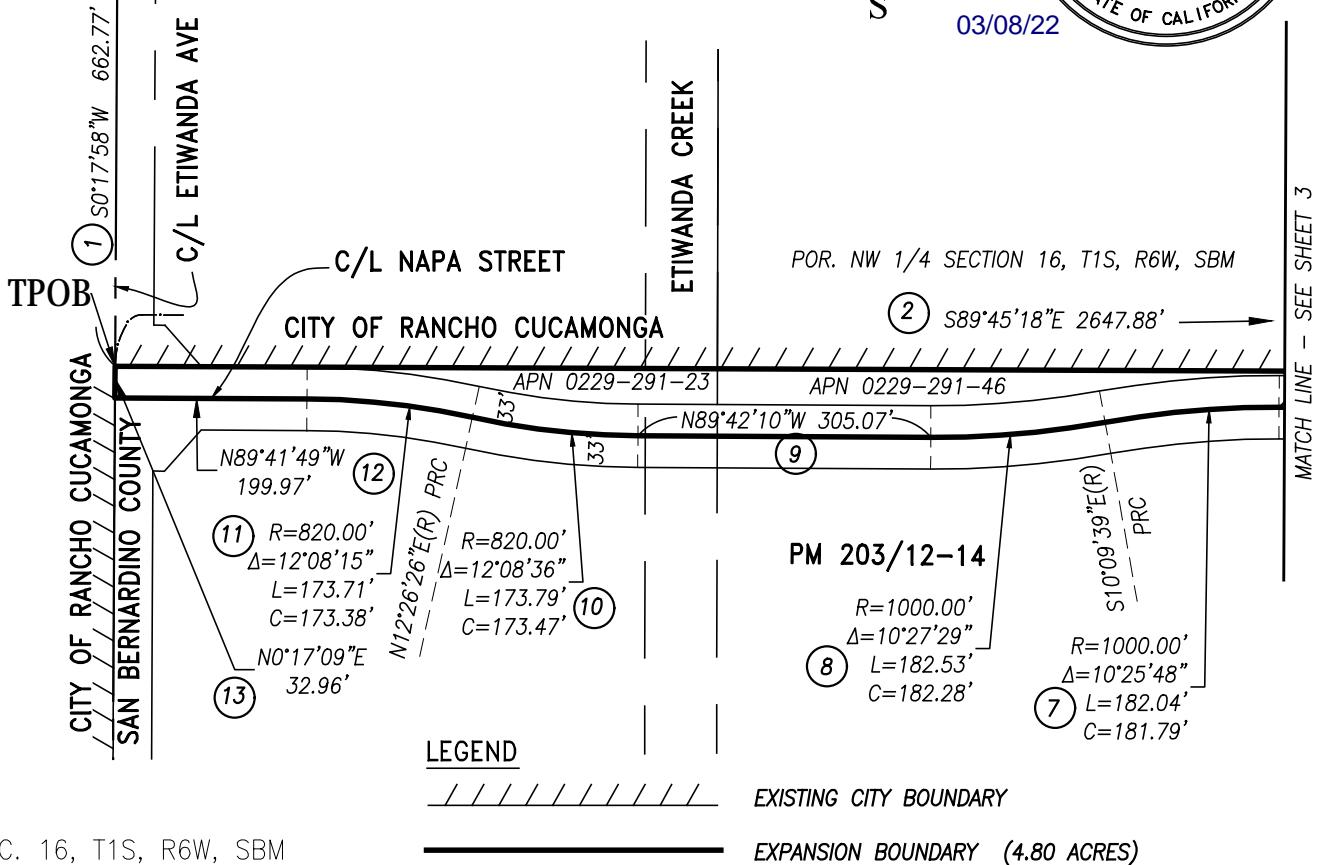 S
03/08/22
ATE OF CALIFOR
1 S0°17'58"W 662.77'
C/L ETIWANDA AVE
ETIWANDA CREEK
TPOB
C/L NAPA STREET
CITY OF RANCHO CUCAMONGA
POR. NW 1/4 SECTION 16, T1S, R6W, SBM
2 S89°45'18"E 2647.88'
MATCH LINE - SEE SHEET 3
APN 0229-291-23
APN 0229-291-46
33'
33'
N89°42'10"W 305.07'
9
N89°41'49"W
199.97'
12
11 R=820.00'
Δ=12°08'15"
L=173.71'
C=173.38'
N12°26'26"E(R) PRC
R=820.00'
Δ=12°08'36"
L=173.79'
C=173.47'
10
PM 203/12-14
R=1000.00'
Δ=10°27'29"
8 L=182.53'
C=182.28'
S10°09'39"E(R)
PRC
R=1000.00'
Δ=10°25'48"
7 L=182.04'
C=181.79'
N0°17'09"E
32.96'
13
CITY OF RANCHO CUCAMONGA
SAN BERNARDINO COUNTY
LEGEND
EXISTING CITY BOUNDARY
C. 16, T1S, R6W, SBM
EXPANSION BOUNDARY (4.80 ACRES)